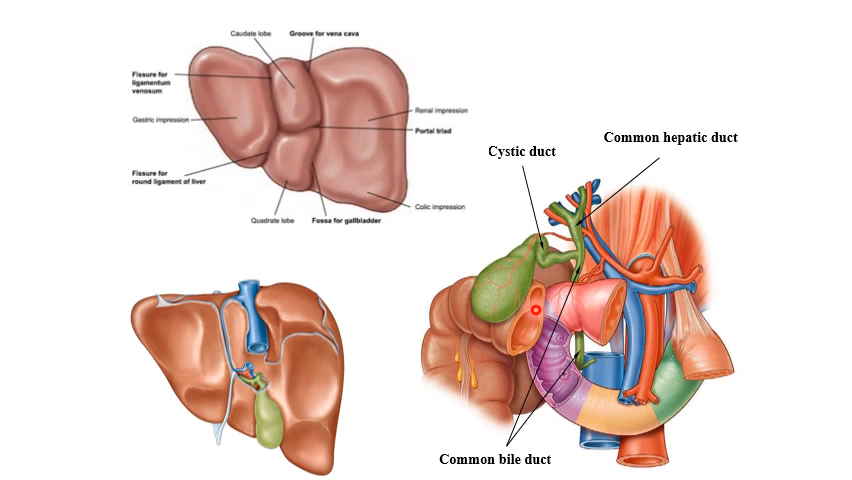 Caudate lobe
Groove for vena cava
Fissure for
ligamentum
venosum
Gastric impression
Renal impression
Portal triad
Fissure for
round ligament of liver
Colic impression
Quadrate lobe
Fossa for gallbladder
Common hepatic duct
Cystic duct
Common bile duct